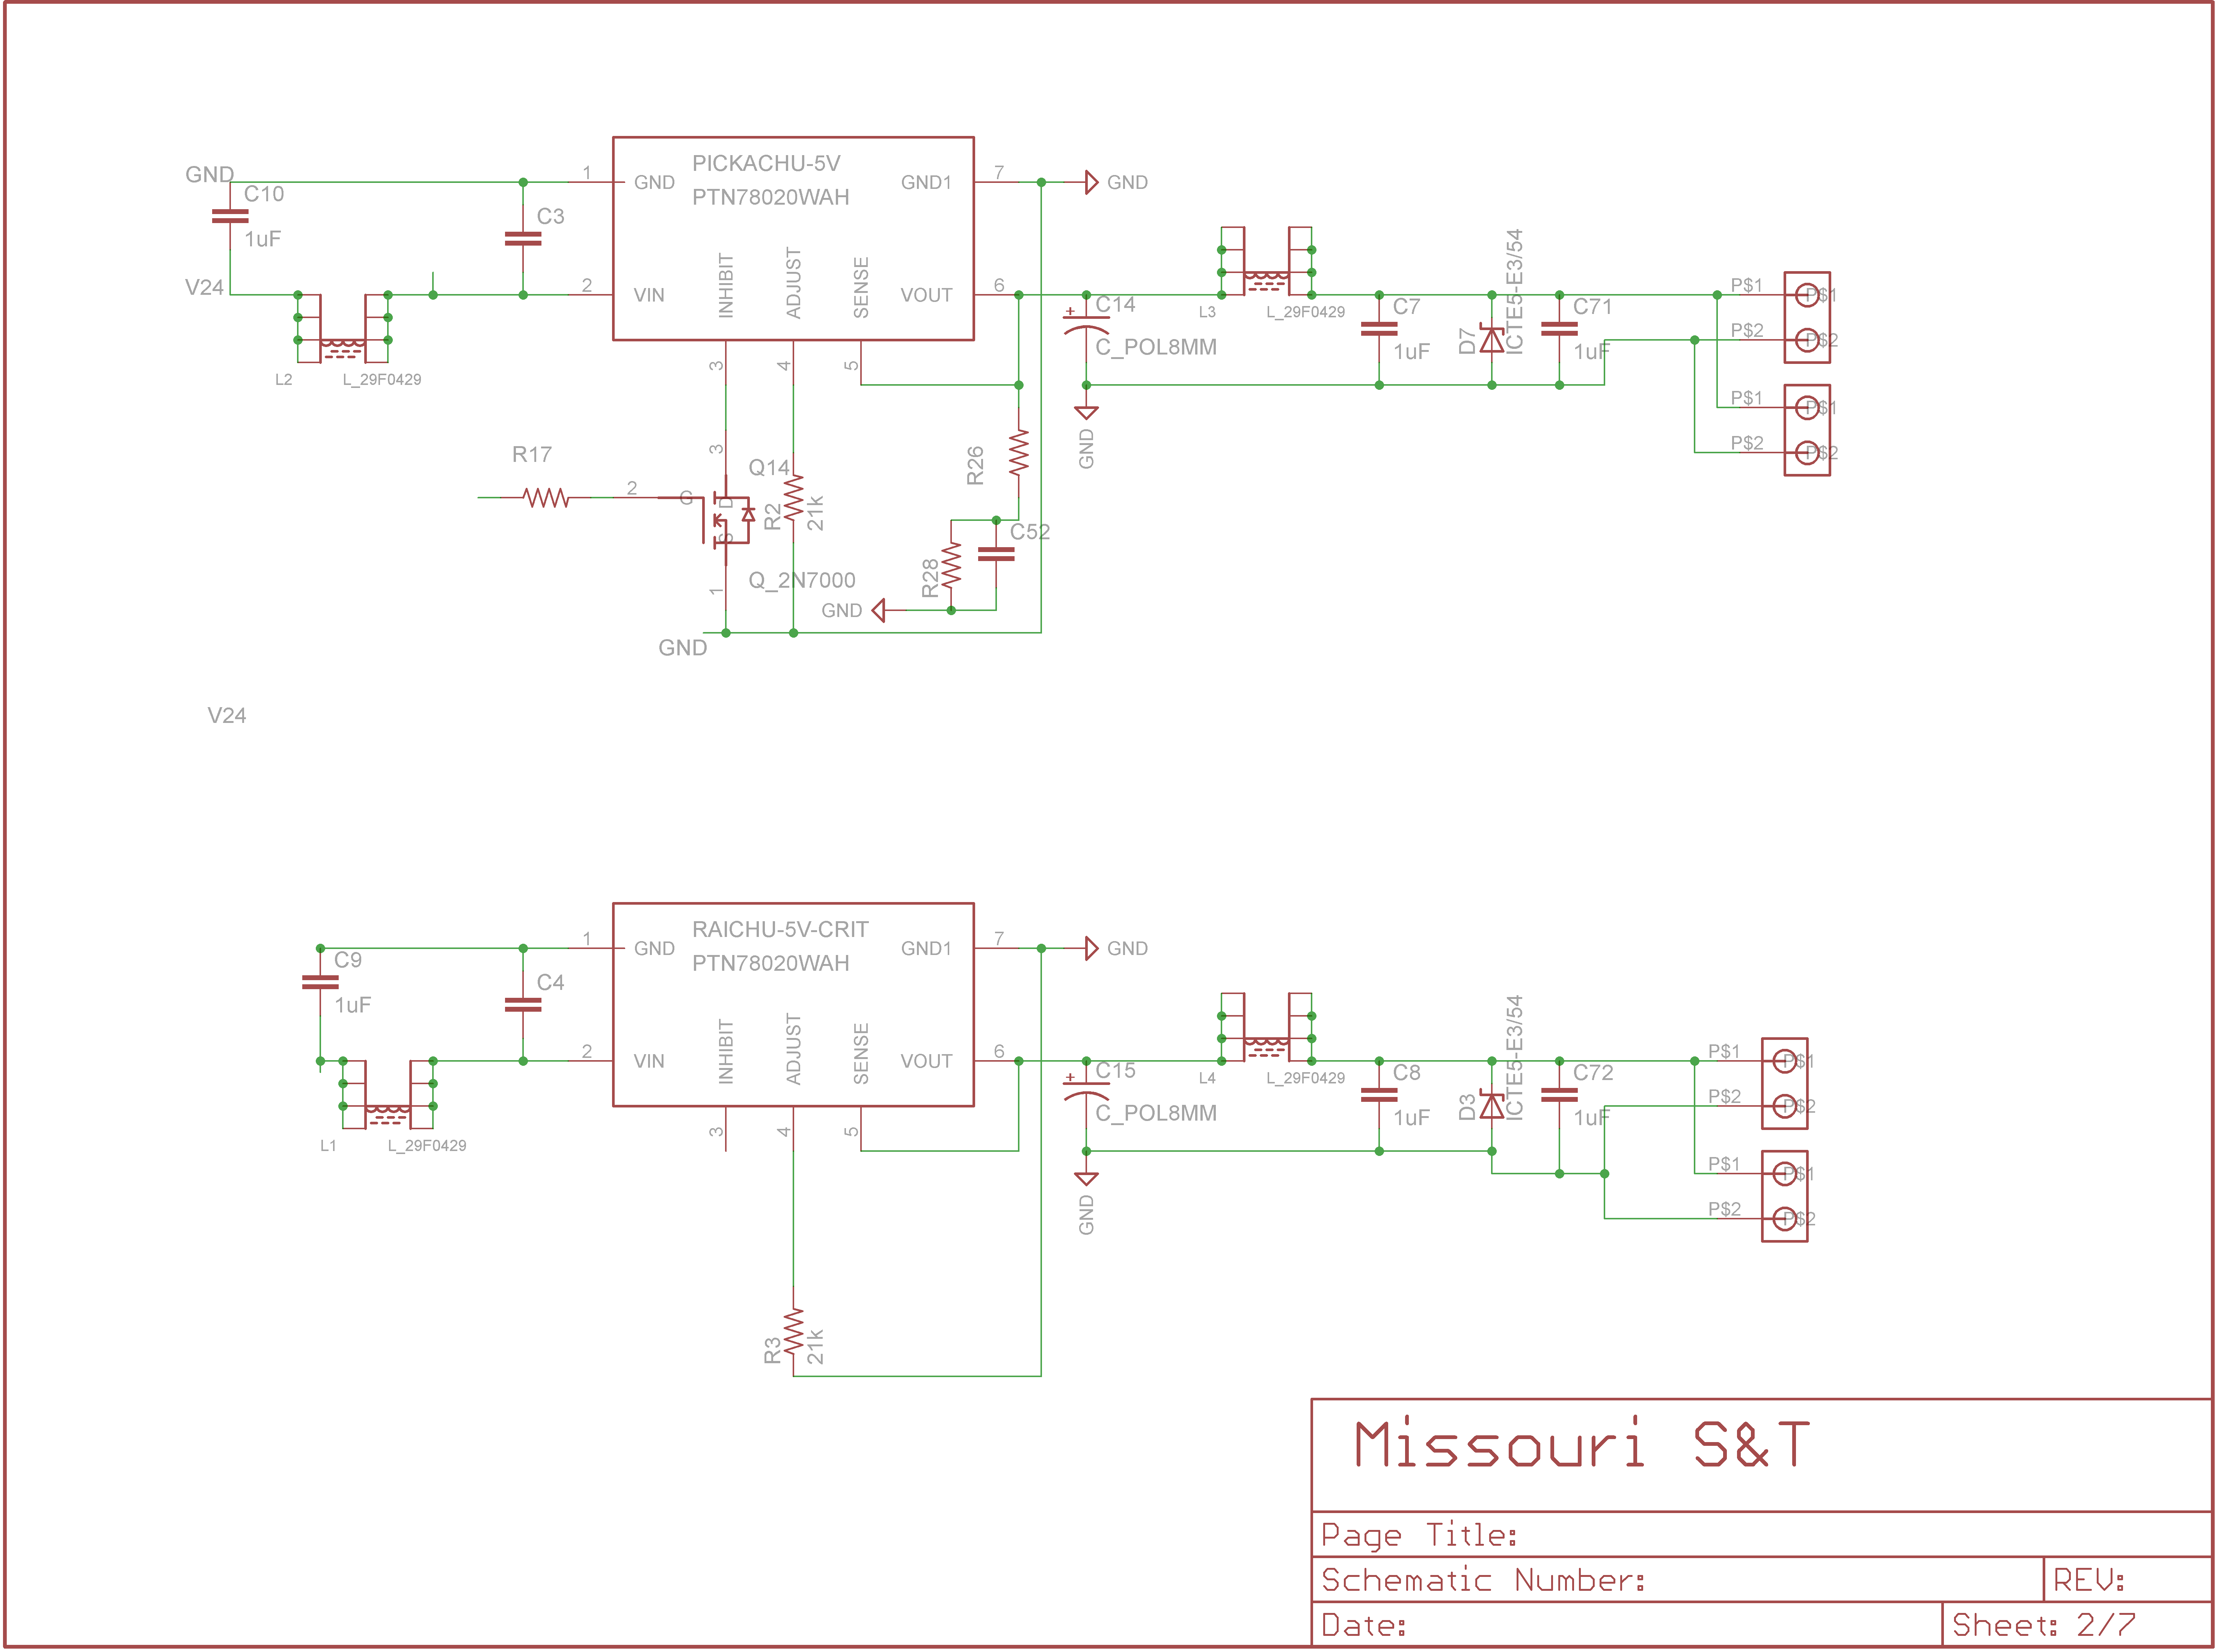 GND
C10
1uF
V24
L2
L_29F0429
C3
1
2
PICKACHU-5V
PTN78020WAH
GND
GND1
VIN
INHIBIT
ADJUST
SENSE
VOUT
7
GND
6
3
4
5
R17
2
3
Q14
G
D
S
R2
21k
1
Q_2N7000
GND
R26
R28
C52
GND
C14
+
C_POL8MM
GND
L3
L_29F0429
C7
1uF
D7
ICTE5-E3/54
C71
1uF
P$1
P$1
P$2
P$2
P$1
P$1
P$2
P$2
V24
C9
1uF
L1
L_29F0429
C4
1
2
RAICHU-5V-CRIT
PTN78020WAH
GND
GND1
VIN
INHIBIT
ADJUST
SENSE
VOUT
7
GND
6
3
4
5
R3
21k
C15
+
C_POL8MM
GND
L4
L_29F0429
C8
1uF
D3
ICTE5-E3/54
C72
1uF
P$1
P$1
P$2
P$2
P$1
P$1
P$2
P$2
Missouri S&T
Page Title:
Schematic Number:
REV:
Date:
Sheet: 2/7